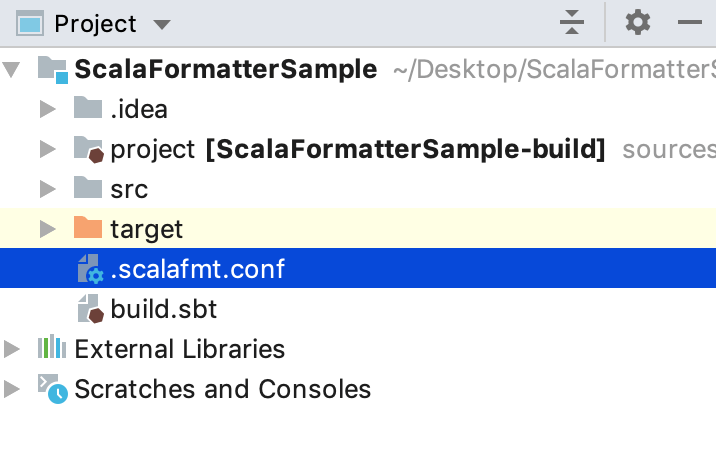 Project
ScalaFormatterSample ~/Desktop/ScalaFormatterS
.idea
project [ScalaFormatterSample-build] sources
src
target
.scalafmt.conf
build.sbt
External Libraries
Scratches and Consoles